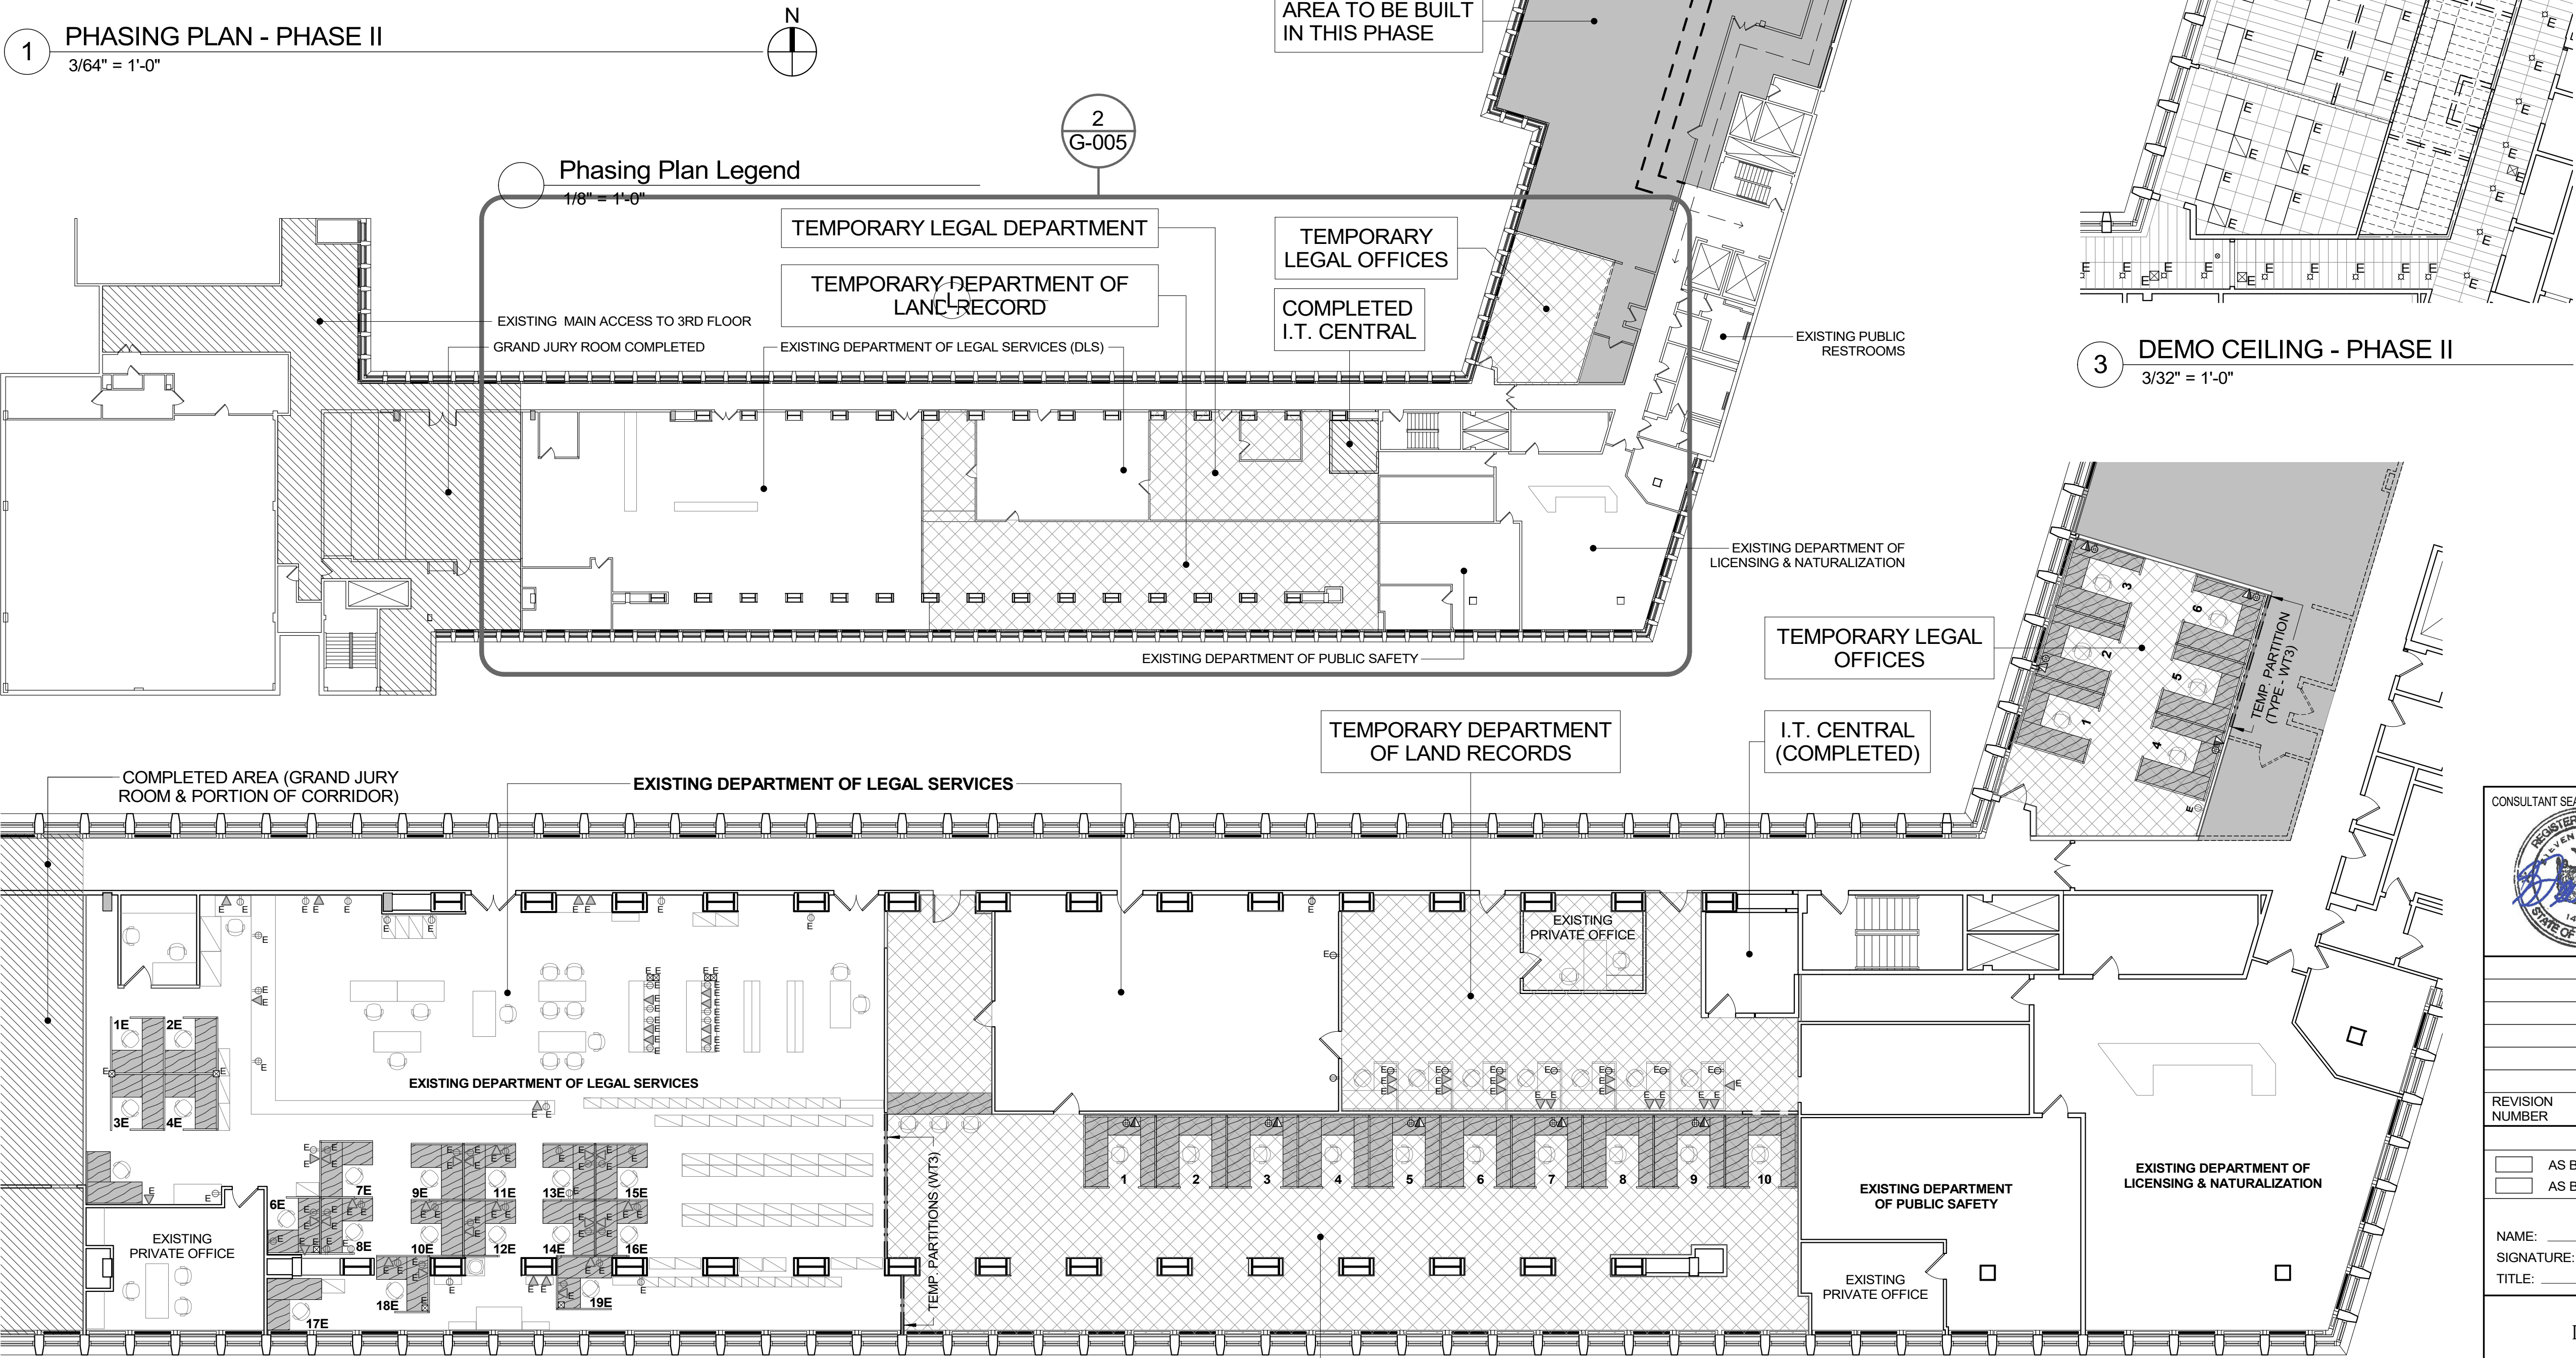 1
PHASING PLAN - PHASE II
3/64" = 1'-0"
N
AREA TO BE BUILT
IN THIS PHASE
2
G-005
Phasing Plan Legend
1/8" = 1'-0"
TEMPORARY LEGAL DEPARTMENT
TEMPORARY DEPARTMENT OF
LAND RECORD
L
TEMPORARY
LEGAL OFFICES
COMPLETED
I.T. CENTRAL
EXISTING MAIN ACCESS TO 3RD FLOOR
GRAND JURY ROOM COMPLETED
EXISTING DEPARTMENT OF LEGAL SERVICES (DLS)
EXISTING PUBLIC
RESTROOMS
EXISTING DEPARTMENT OF
LICENSING & NATURALIZATION
EXISTING DEPARTMENT OF PUBLIC SAFETY
3
DEMO CEILING - PHASE II
3/32" = 1'-0"
TEMPORARY LEGAL
OFFICES
3
6
2
5
1
4
TEMP. PARTITION
(TYPE - WT3)
TEMPORARY DEPARTMENT
OF LAND RECORDS
I.T. CENTRAL
(COMPLETED)
COMPLETED AREA (GRAND JURY
ROOM & PORTION OF CORRIDOR)
EXISTING DEPARTMENT OF LEGAL SERVICES
EXISTING
PRIVATE OFFICE
1E
2E
3E
4E
EXISTING DEPARTMENT OF LEGAL SERVICES
6E
7E
8E
9E
10E
11E
12E
13E
14E
15E
16E
17E
18E
19E
EXISTING
PRIVATE OFFICE
TEMP. PARTITIONS (WT3)
1
2
3
4
5
6
7
8
9
10
EXISTING DEPARTMENT
OF PUBLIC SAFETY
EXISTING
PRIVATE OFFICE
EXISTING DEPARTMENT OF
LICENSING & NATURALIZATION
REVISION
NUMBER
AS B
AS B
NAME:
SIGNATURE:
TITLE: